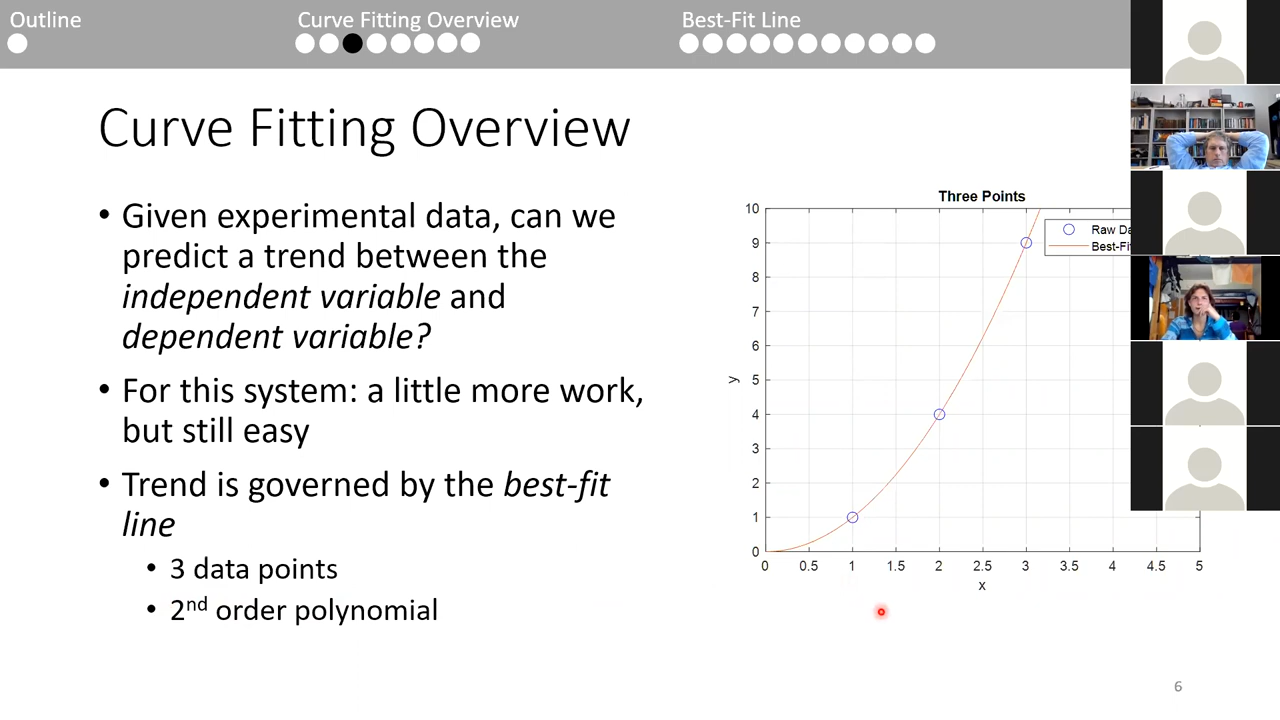 Outline
Curve Fitting Overview
Best-Fit Line
Curve Fitting Overview
• Given experimental data, can we
predict a trend between the
independent variable and
dependent variable?
• For this system: a little more work,
but still easy
• Trend is governed by the best-fit
line
• 3 data points
• 2nd order polynomial
Three Points
10
9
8
7
6
5
4
3
2
1
0
y
Raw
Best-Fit
0 0.5 1 1.5 2 2.5 3 3.5 4 4.5 5
x
6